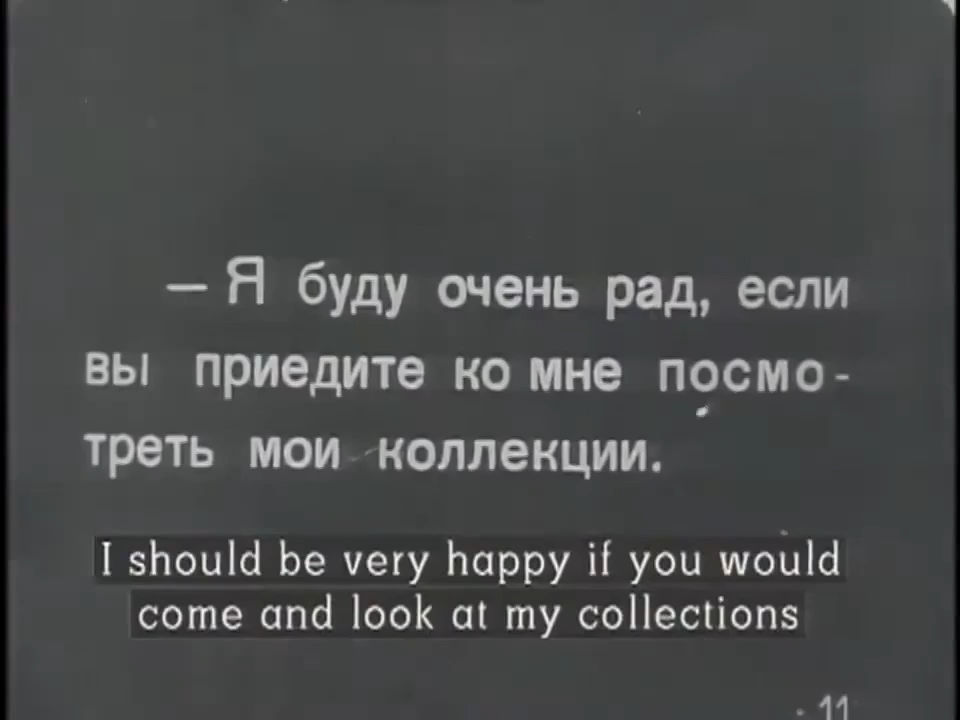 — Я буду очень рад, если
вы приедите ко мне посмо-
треть мои коллекции.
I should be very happy if you would
come and look at my collections
· 11